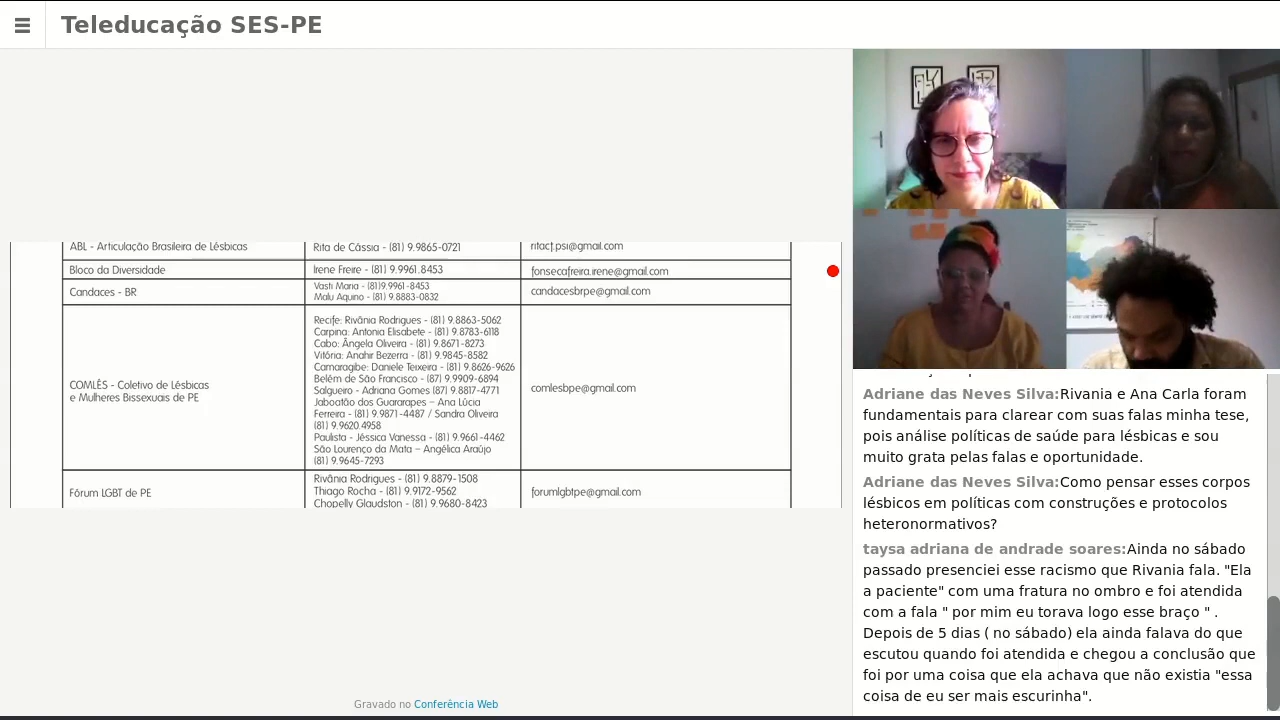 Teleducação SES-PE
ABL - Articulação Brasileira de Lésbicas
Rita de Cássia - (81) 9.9865-0721
ritacf.psi@gmail.com
Bloco da Diversidade
Irene Freire - (81) 9.9961.8453
fonsecafreira.irene@gmail.com
Candaces - BR
Vasti Maria - (81)9.9961-8453
Malu Aquino - (81) 9.8883-0832
candacesbrpe@gmail.com
COMLÉS - Coletivo de Lésbicas
e Mulheres Bissexuais de PE
Recife: Rivânia Rodrigues - (81) 9.8863-5062
Carpina: Antonia Elisabete - (81) 9.8783-6118
Cabo: Ângela Oliveira - (81) 9.8671-8273
Vitória: Anahir Bezerra - (81) 9.9845-8582
Camaragibe: Daniele Teixeira - (81) 9.8626-9626
Belém de São Francisco - (87) 9.9909-6894
Salgueiro - Adriana Gomes (87) 9.8817-4771
Jaboatão dos Guararapes – Ana Lúcia
Ferreira - (81) 9.9871-4487 / Sandra Oliveira
(81) 9.9620.4958
Paulista - Jéssica Vanessa - (81) 9.9661-4462
São Lourenço da Mata – Angélica Araújo
(81) 9.9645-7293
comlesbpe@gmail.com
Fórum LGBT de PE
Rivânia Rodrigues - (81) 9.8879-1508
Thiago Rocha - (81) 9.9172-9562
Chopelly Glaudston - (81) 9.9680-8423
forumlgbtpe@gmail.com
Gravado no Conferência Web
Adriane das Neves Silva:Rivania e Ana Carla foram
fundamentais para clarear com suas falas minha tese,
pois análise políticas de saúde para lésbicas e sou
muito grata pelas falas e oportunidade.
Adriane das Neves Silva:Como pensar esses corpos
lésbicos em políticas com construções e protocolos
heteronormativos?
taysa adriana de andrade soares:Ainda no sábado
passado presenciei esse racismo que Rivania fala. "Ela
a paciente" com uma fratura no ombro e foi atendida
com a fala " por mim eu torava logo esse braço " .
Depois de 5 dias ( no sábado) ela ainda falava do que
escutou quando foi atendida e chegou a conclusão que
foi por uma coisa que ela achava que não existia "essa
coisa de eu ser mais escurinha".